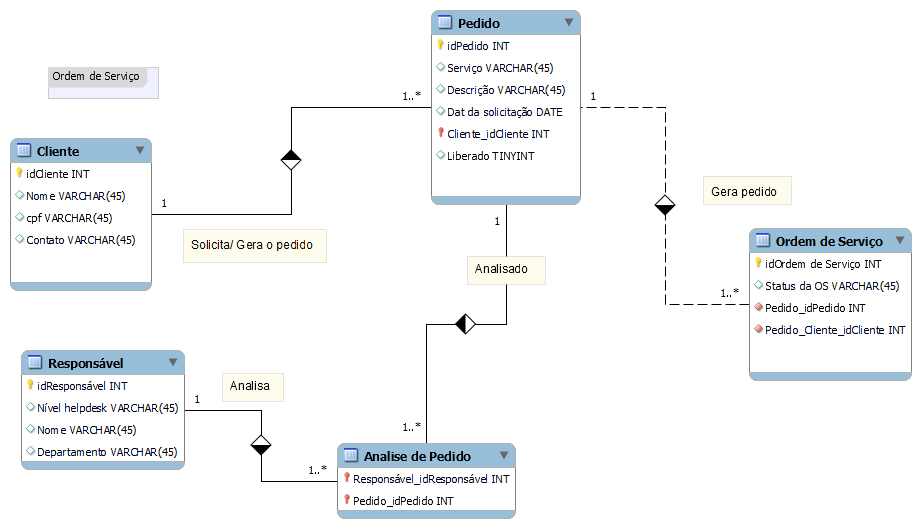 Pedido
idPedido INT
Serviço VARCHAR(45)
Descrição VARCHAR(45)
Dat da solicitação DATE
Cliente_idCliente INT
Liberado TINYINT
Ordem de Serviço
1..*
1
Cliente
idCliente INT
Nome VARCHAR(45)
cpf VARCHAR(45)
Contato VARCHAR(45)
1
Solicita/ Gera o pedido
Gera pedido
1
Analisado
Ordem de Serviço
idOrdem de Serviço INT
Status da OS VARCHAR(45)
Pedido_idPedido INT
Pedido_Cliente_idCliente INT
1..*
Responsável
idResponsável INT
Nível helpdesk VARCHAR(45)
Nome VARCHAR(45)
Departamento VARCHAR(45)
1
Analisa
1..*
1..*
Analise de Pedido
Responsável_idResponsável INT
Pedido_idPedido INT